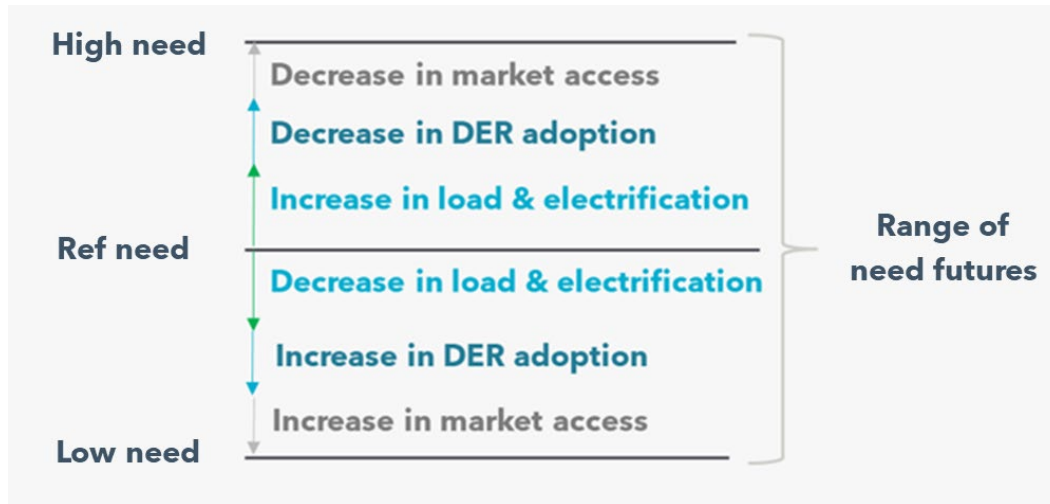 High need
Decrease in market access
Decrease in DER adoption
Increase in load & electrification
Ref need
Range of
need futures
Decrease in load & electrification
Increase in DER adoption
Increase in market access
Low need